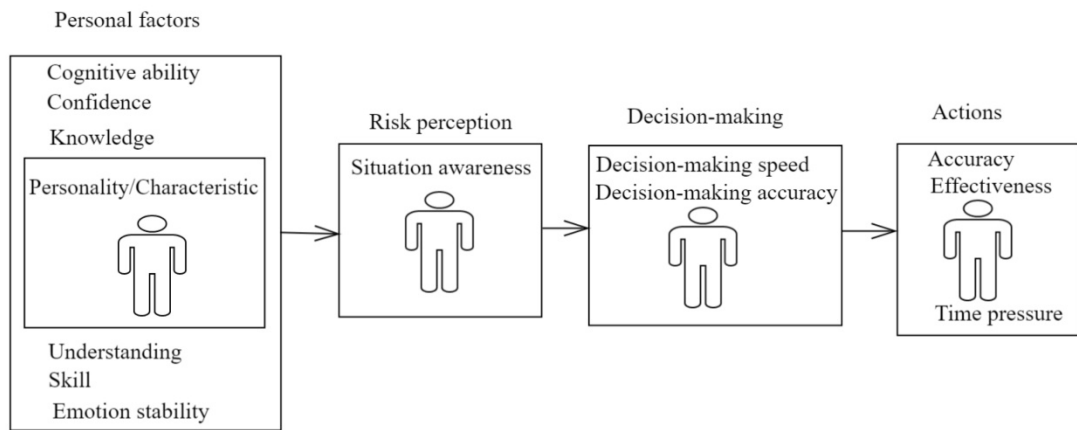 Personal factors
Cognitive ability
Confidence
Knowledge
Personality/Characteristic
Understanding
Skill
Emotion stability
Risk perception
Situation awareness
Decision-making
Decision-making speed
Decision-making accuracy
Actions
Accuracy
Effectiveness
Time pressure